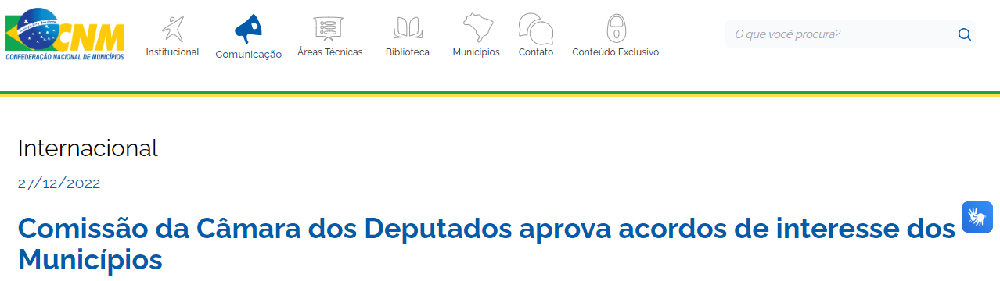 CNM
CONFEDERAÇÃO NACIONAL DE MUNICÍPIOS
Institucional
Comunicação
Áreas Técnicas
Biblioteca
Municípios
Contato
Conteúdo Exclusivo
O que você procura?
Internacional
27/12/2022
Comissão da Câmara dos Deputados aprova acordos de interesse dos
Municípios